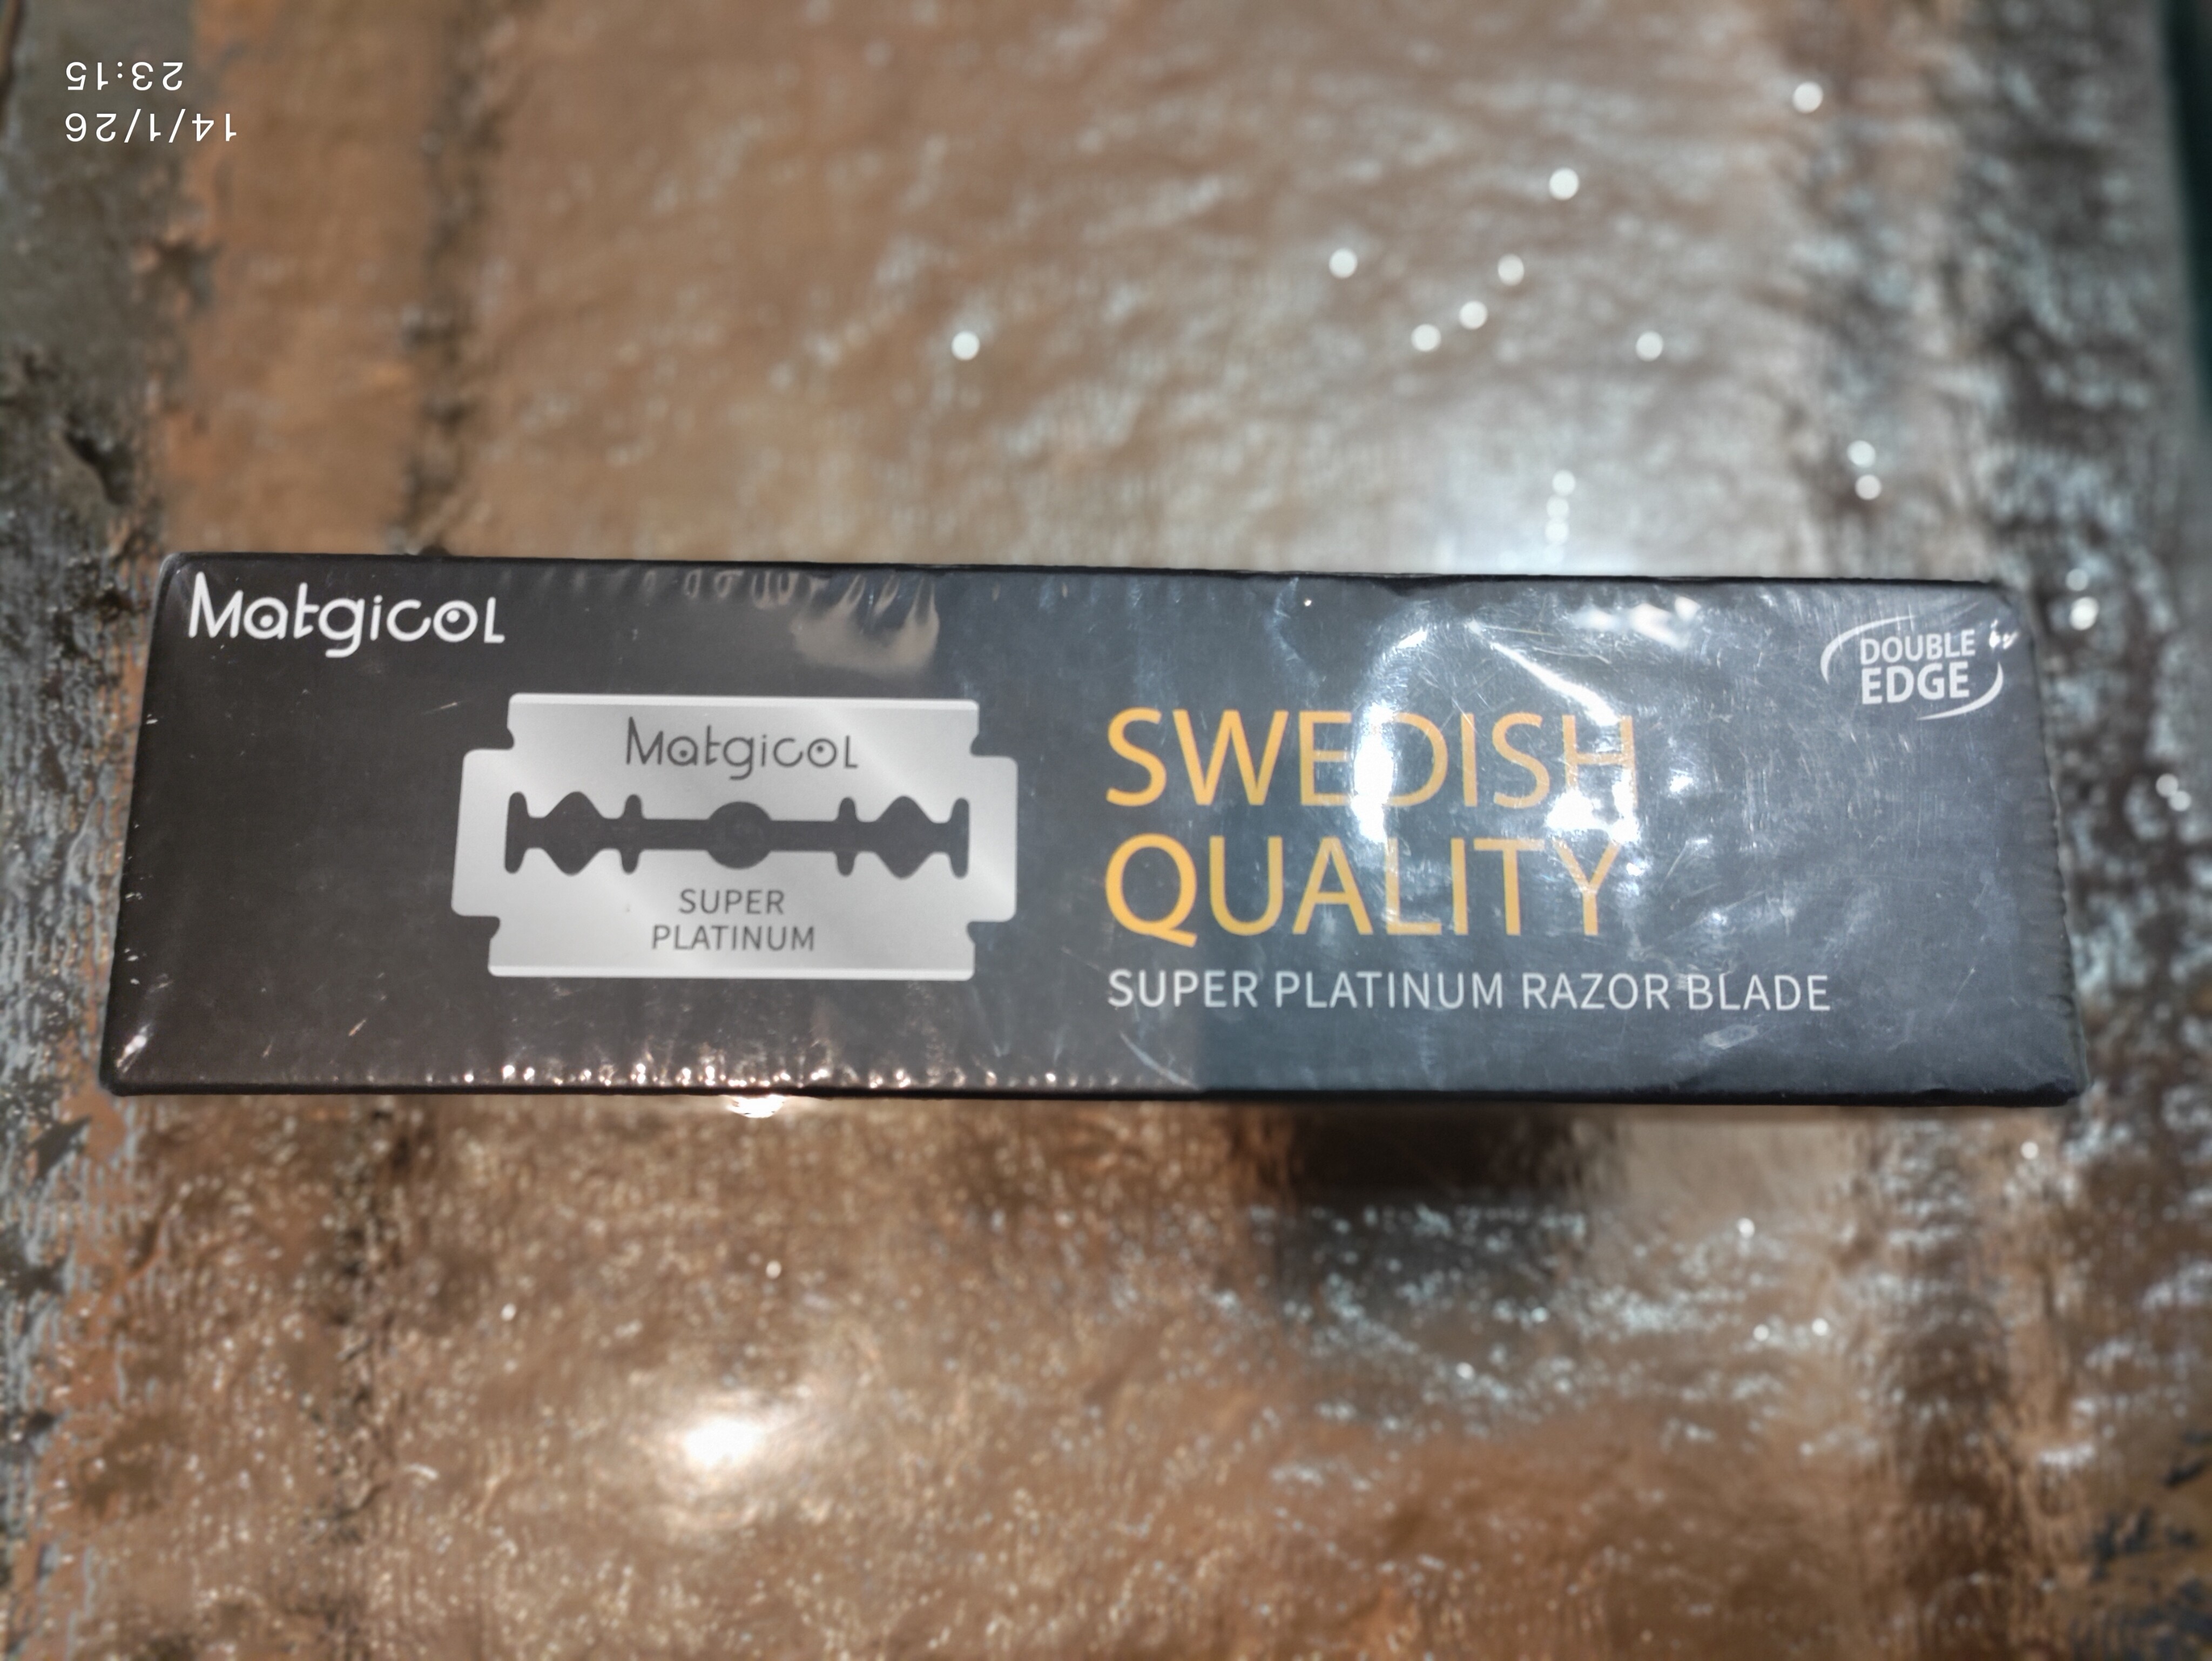 23:15
14/1/26
Matgicol
DOUBLE
EDGE
Matgicol
SUPER
PLATINUM
SWEDISH
QUALITY
SUPER PLATINUM RAZOR BLADE